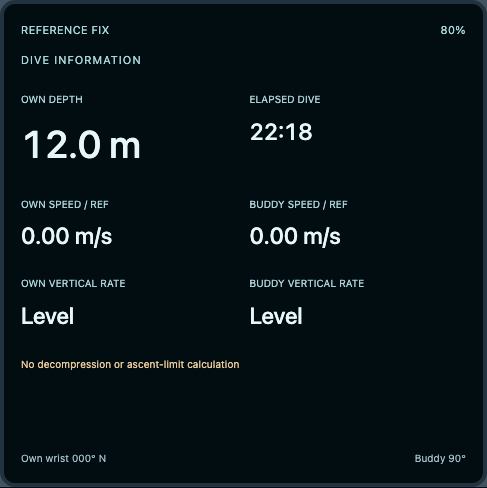 REFERENCE FIX 80%
DIVE INFORMATION
OWN DEPTH ELAPSED DIVE
12.0 m 22:18
OWN SPEED / REF BUDDY SPEED / REF
0.00 m/s 0.00 m/s
OWN VERTICAL RATE BUDDY VERTICAL RATE
Level Level
No decompression or ascent-limit calculation
Own wrist 000° N Buddy 90°